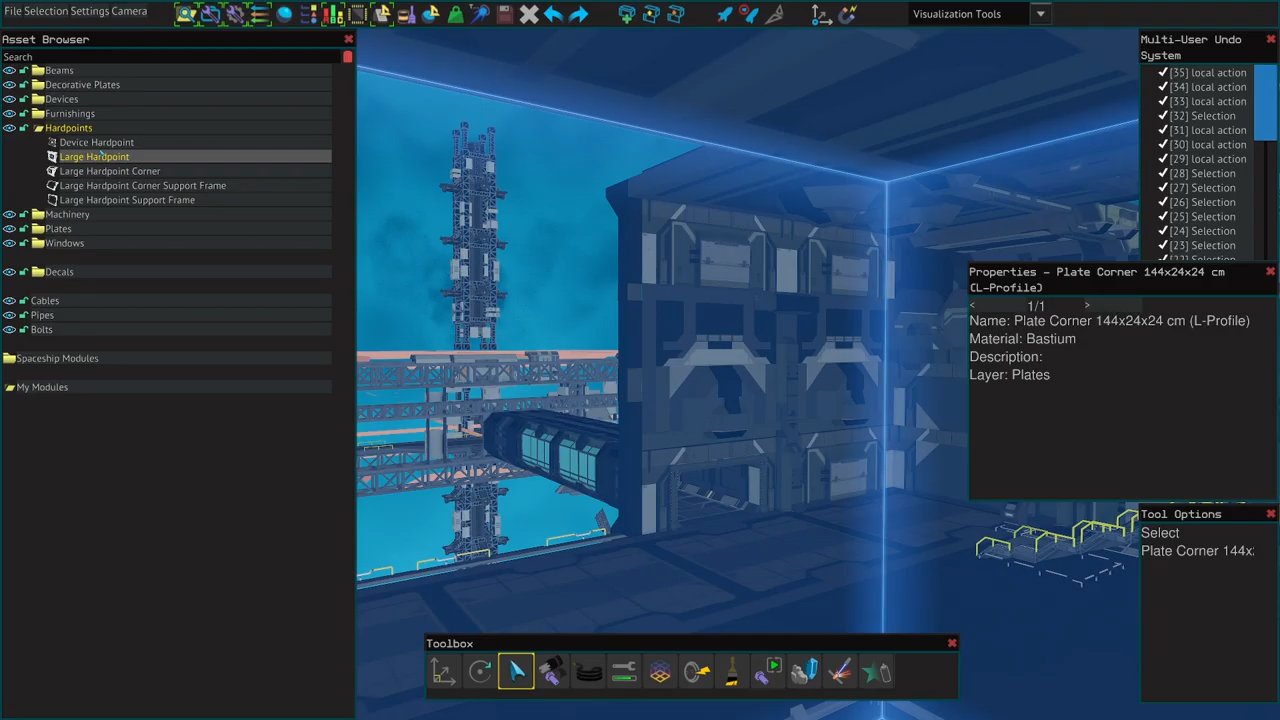 File Selection Settings Camera
Visualization Tools
Asset Browser
Search
Beams
Decorative Plates
Devices
Furnishings
Hardpoints
Device Hardpoint
Large Hardpoint
Large Hardpoint Corner
Large Hardpoint Corner Support Frame
Large Hardpoint Support Frame
Machinery
Plates
Windows
Decals
Cables
Pipes
Bolts
Spaceship Modules
My Modules
Multi-User Undo
System
[35] local action
[34] local action
[33] local action
[32] Selection
[31] local action
[30] local action
[29] local action
[28] Selection
[27] Selection
[26] Selection
[25] Selection
[24] Selection
[23] Selection
Properties - Plate Corner 144x24x24 cm
(L-Profile)
< 1/1 >
Name: Plate Corner 144x24x24 cm (L-Profile)
Material: Bastium
Description:
Layer: Plates
Tool Options
Select
Plate Corner 144x
Toolbox